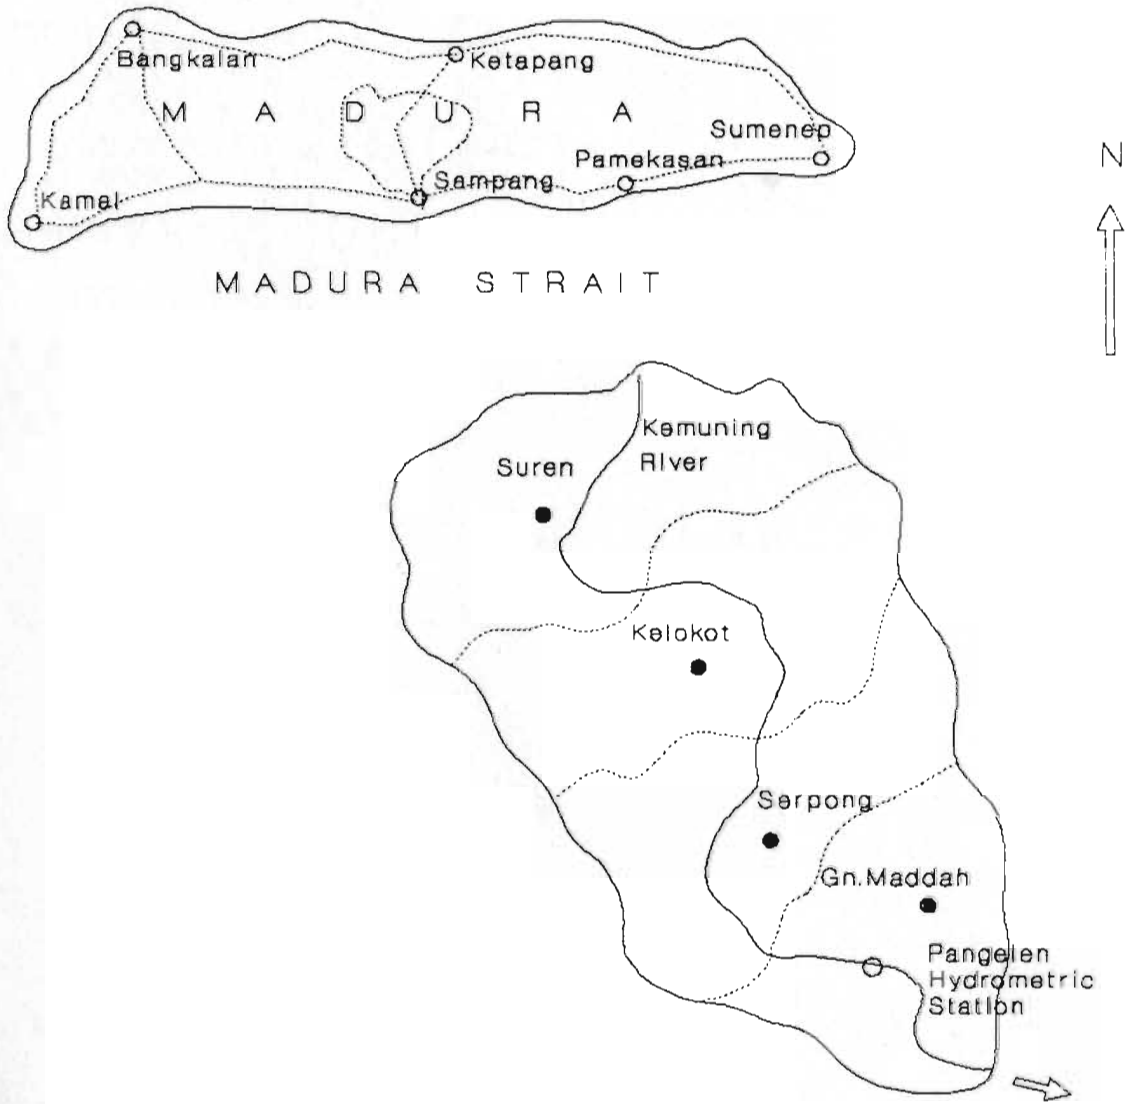 Bangkalan
Ketapang
M A D U R A
Sumenep
Pamekasan
Sampang
Kamal
N
MADURA STRAIT
Kemuning
River
Suren
Kelokot
Serpong
Gn.Maddah
Pangelen
Hydrometric
Station